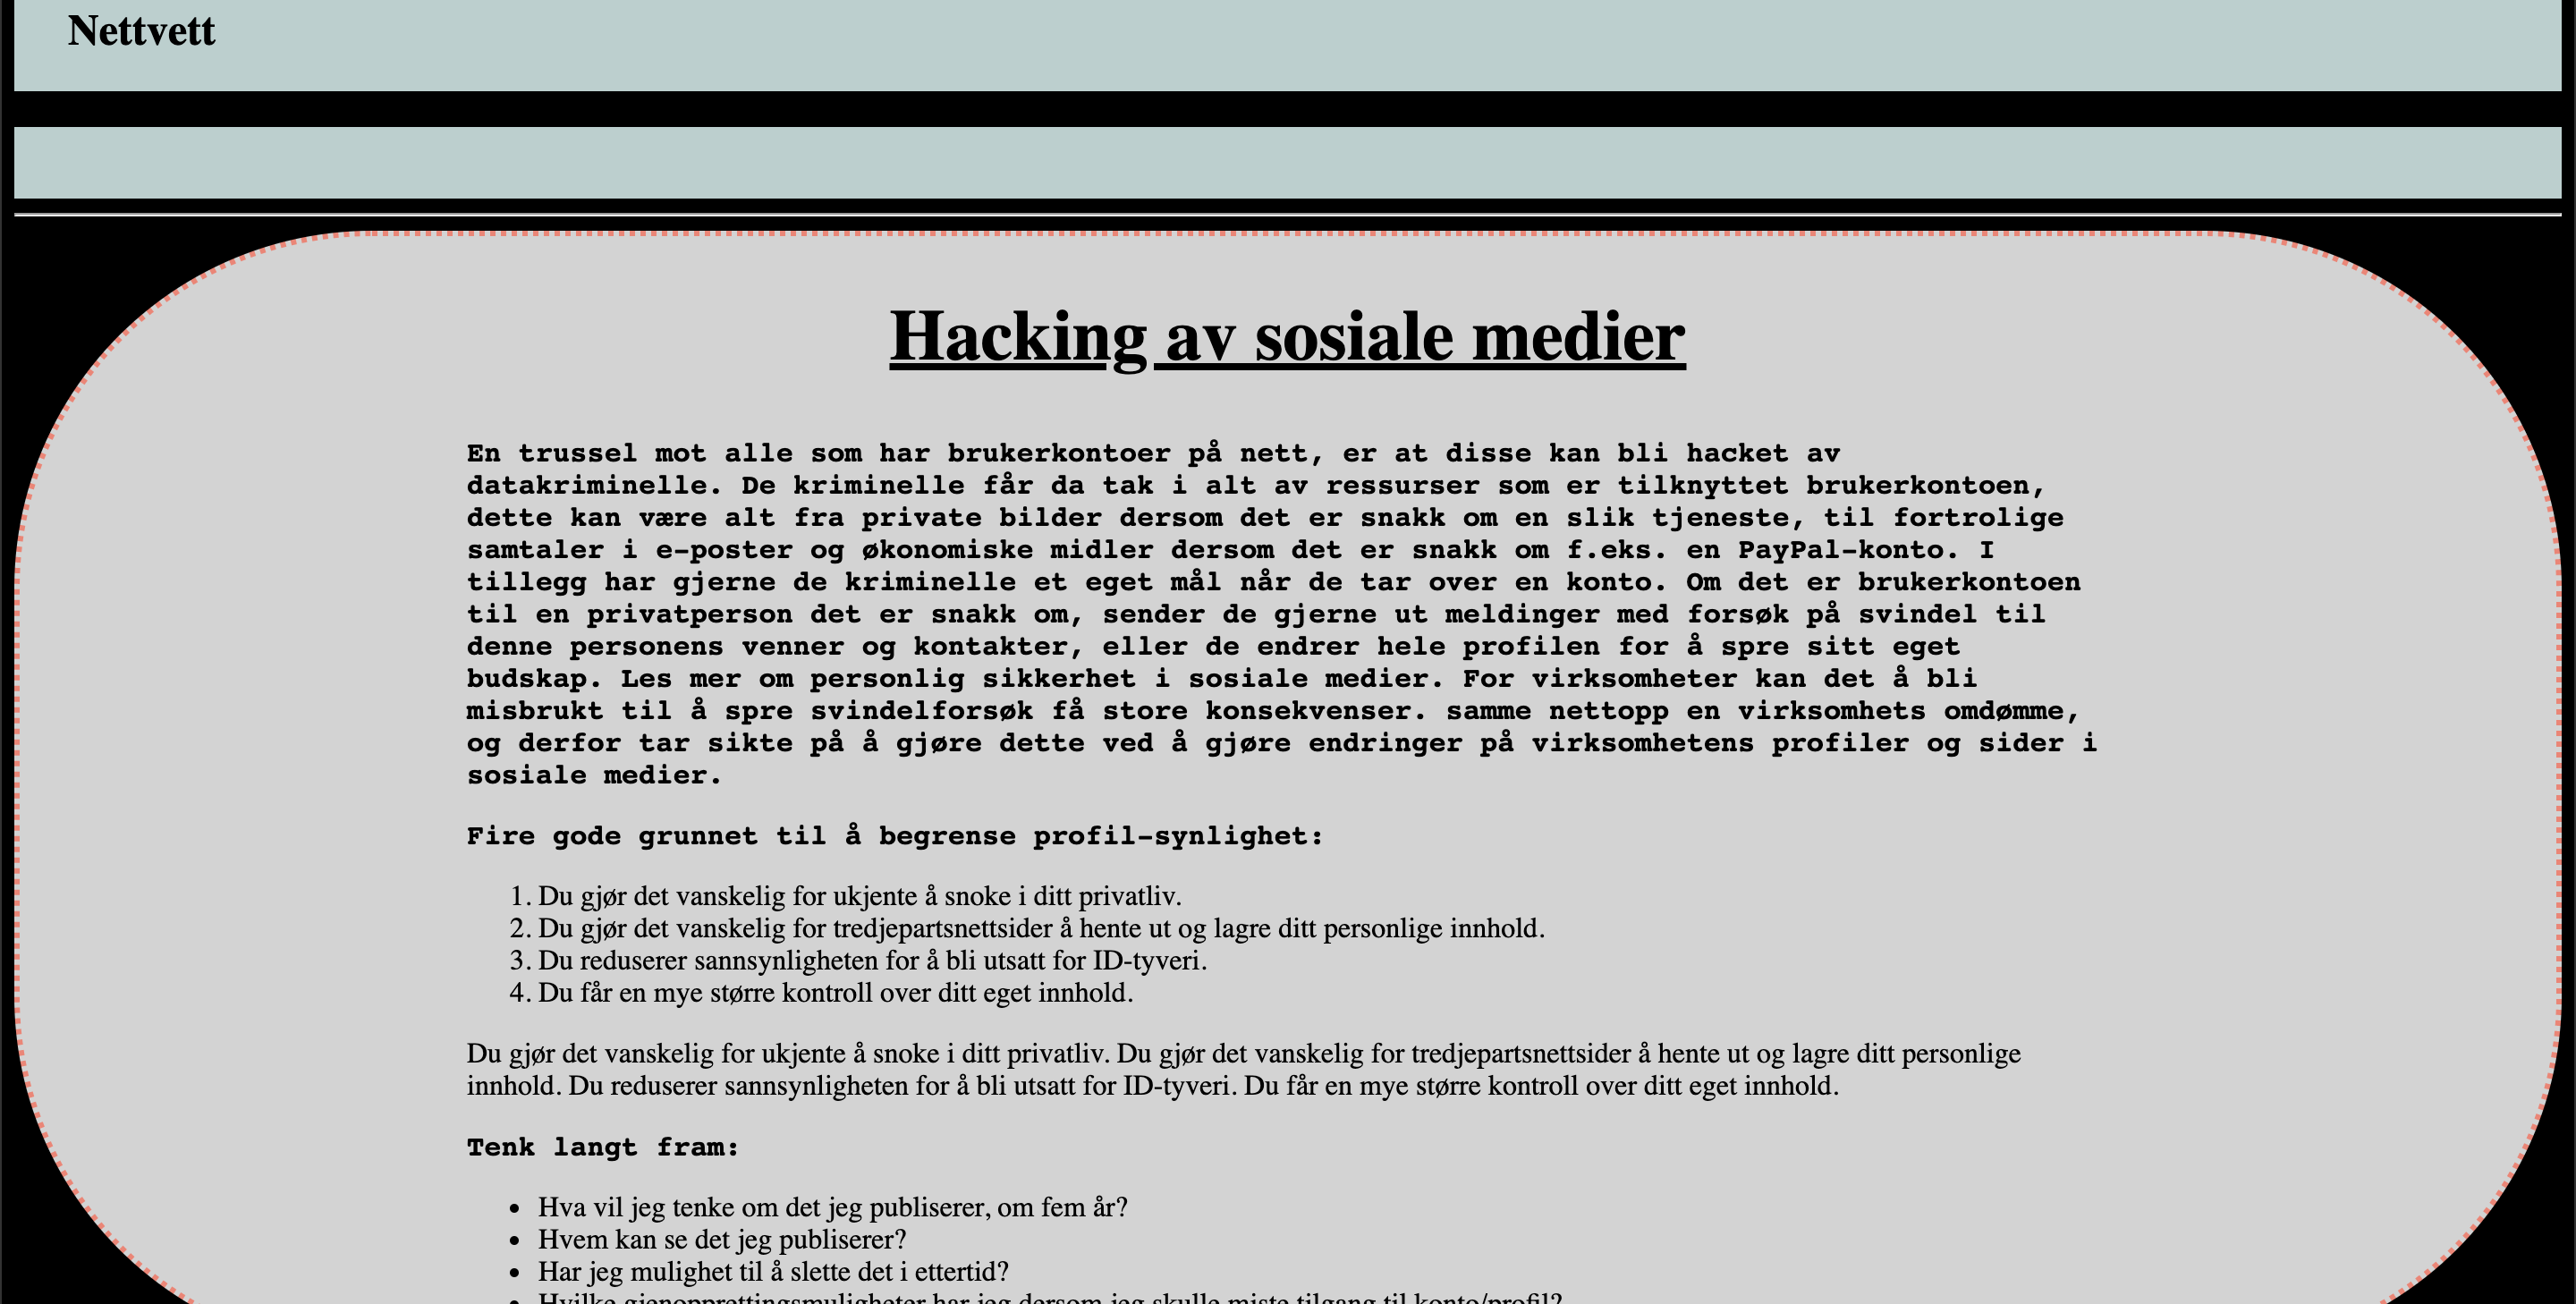 Nettvett
Hacking av sosiale medier
En trussel mot alle som har brukerkontoer på nett, er at disse kan bli hacket av
datakriminelle. De kriminelle får da tak i alt av ressurser som er tilknyttet brukerkontoen,
dette kan være alt fra private bilder dersom det er snakk om en slik tjeneste, til fortrolige
samtaler i e-poster og økonomiske midler dersom det er snakk om f.eks. en PayPal-konto. I
tillegg har gjerne de kriminelle et eget mål når de tar over en konto. Om det er brukerkontoen
til en privatperson det er snakk om, sender de gjerne ut meldinger med forsøk på svindel til
denne personens venner og kontakter, eller de endrer hele profilen for å spre sitt eget
budskap. Les mer om personlig sikkerhet i sosiale medier. For virksomheter kan det å bli
misbrukt til å spre svindelforsøk få store konsekvenser. samme nettopp en virksomhets omdømme,
og derfor tar sikte på å gjøre dette ved å gjøre endringer på virksomhetens profiler og sider i
sosiale medier.
Fire gode grunnet til å begrense profil-synlighet:
1. Du gjør det vanskelig for ukjente å snoke i ditt privatliv.
2. Du gjør det vanskelig for tredjepartsnettsider å hente ut og lagre ditt personlige innhold.
3. Du reduserer sannsynligheten for å bli utsatt for ID-tyveri.
4. Du får en mye større kontroll over ditt eget innhold.
Du gjør det vanskelig for ukjente å snoke i ditt privatliv. Du gjør det vanskelig for tredjepartsnettsider å hente ut og lagre ditt personlige
innhold. Du reduserer sannsynligheten for å bli utsatt for ID-tyveri. Du får en mye større kontroll over ditt eget innhold.
Tenk langt fram:
• Hva vil jeg tenke om det jeg publiserer, om fem år?
• Hvem kan se det jeg publiserer?
• Har jeg mulighet til å slette det i ettertid?
• Hvilke gjenopprettingsmuligheter har jeg dersom jeg skulle miste tilgang til konto/profil?